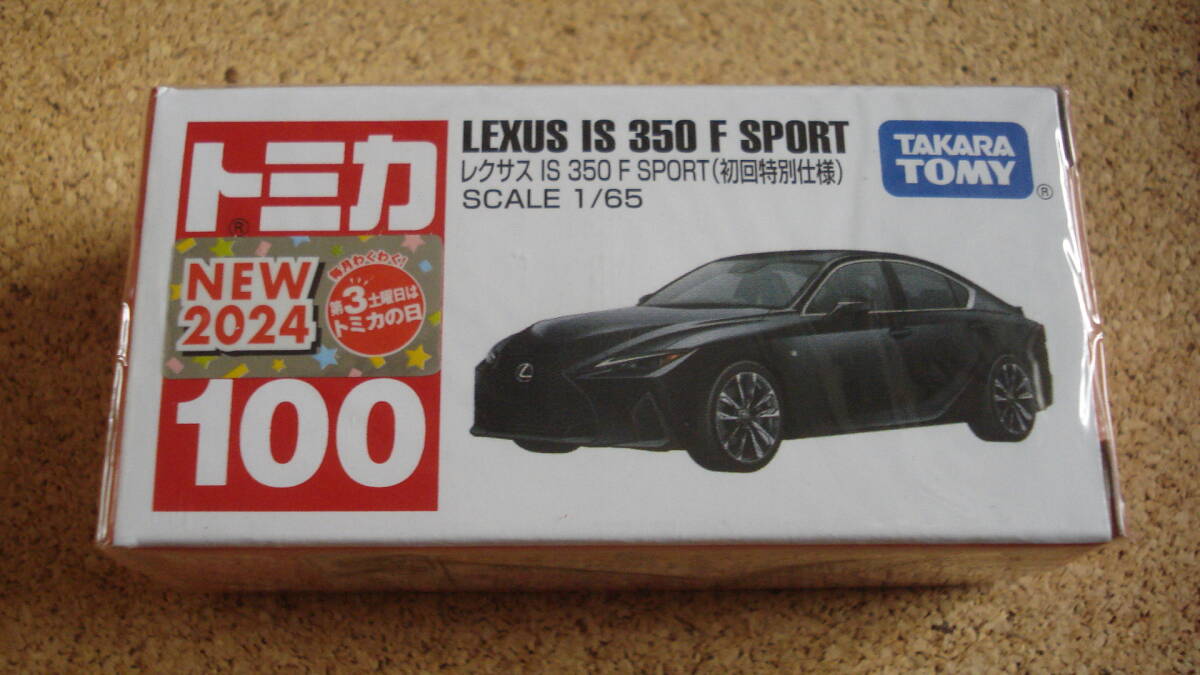 トミカ
®
NEW
2024
毎月わくわく!
第3土曜日は
トミカの日
100
LEXUS IS 350 F SPORT
レクサス IS 350 F SPORT(初回特別仕様)
SCALE 1/65
TAKARA
TOMY
®